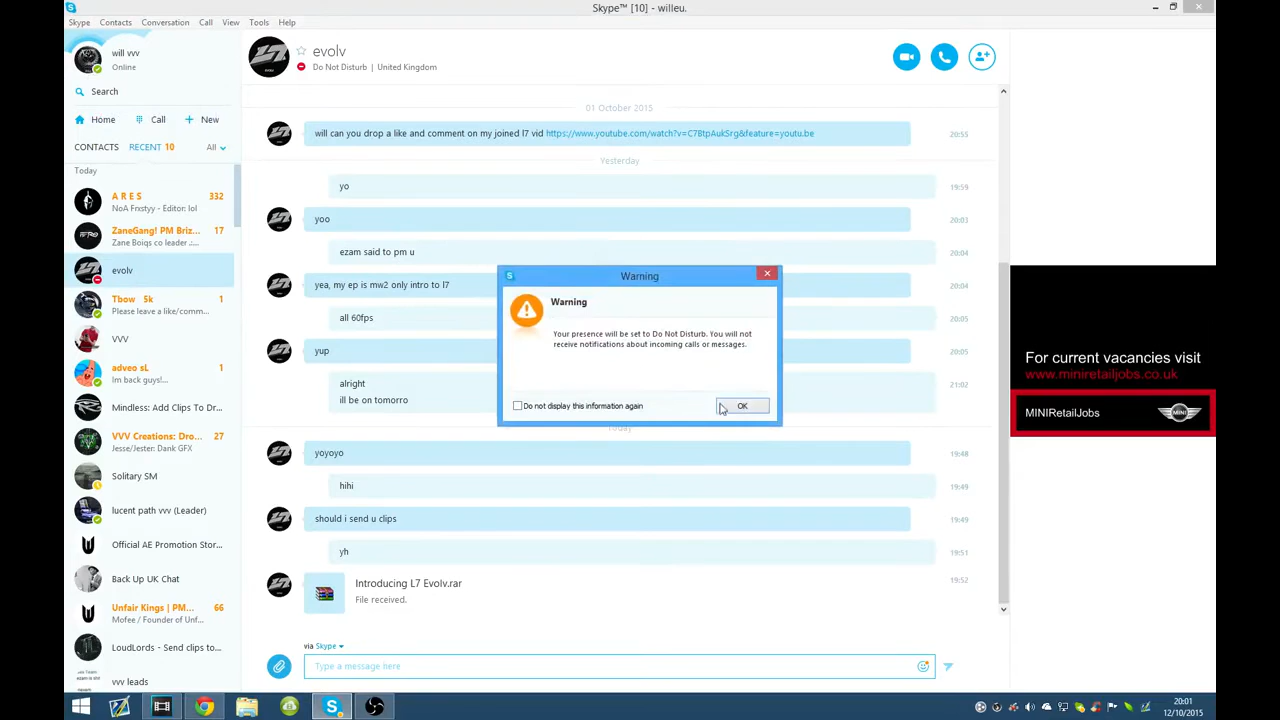 Skype™ [10] - willeu.
Skype Contacts Conversation Call View Tools Help
will vvv
Online
Search
Home Call New
CONTACTS RECENT 10 All
Today
A R E S 332
NoA Frxstyy - Editor: lol
ZaneGang! PM Briz... 17
Zane Boiqs co leader .:...
evolv
Tbow 5k 1
Please leave a like/comm...
VVV
adveo sL 1
Im back guys!...
Mindless: Add Clips To Dr...
VVV Creations: Dro... 27
Jesse/Jester: Dank GFX
Solitary SM
lucent path vvv (Leader)
Official AE Promotion Stor...
Back Up UK Chat
Unfair Kings | PM... 66
Mofee / Founder of Unf...
LoudLords - Send clips to...
vvv leads
evolv
Do Not Disturb | United Kingdom
01 October 2015
will can you drop a like and comment on my joined l7 vid https://www.youtube.com/watch?v=C7BtpAukSrg&feature=youtu.be 20:55
Yesterday
yo 19:59
yoo 20:03
ezam said to pm u 20:04
yea, my ep is mw2 only intro to l7 20:04
all 60fps 20:05
yup 20:05
alright 21:02
ill be on tomorro
Today
yoyoyo 19:48
hihi 19:49
should i send u clips 19:49
yh 19:51
Introducing L7 Evolv.rar 19:52
File received.
via Skype
Type a message here
Warning
Warning
Your presence will be set to Do Not Disturb. You will not
receive notifications about incoming calls or messages.
Do not display this information again
OK
For current vacancies visit
www.miniretailjobs.co.uk
MINIRetailJobs
MINI
20:01
12/10/2015